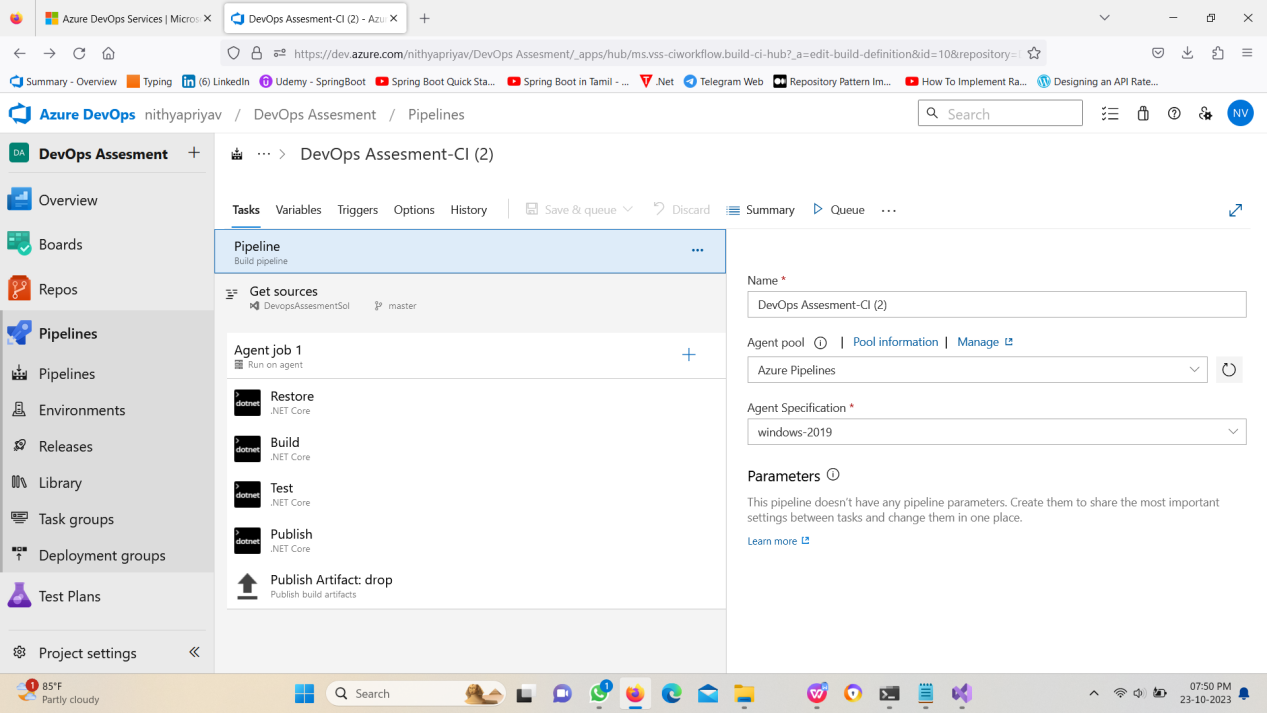 Azure DevOps Services | Micros
DevOps Assesment-CI (2) - Azu
https://dev.azure.com/nithyapriyav/DevOps Assesment/_apps/hub/ms.vss-ciworkflow.build-ci-hub?_a=edit-build-definition&id=10&repository=
Summary - Overview
Typing
(6) LinkedIn
Udemy - SpringBoot
Spring Boot Quick Sta...
Spring Boot in Tamil - ...
.Net
Telegram Web
Repository Pattern Im...
How To Implement Ra...
Designing an API Rate...
Azure DevOps nithyapriyav / DevOps Assesment / Pipelines
Search
NV
DA DevOps Assesment
DevOps Assesment-CI (2)
Overview
Boards
Repos
Pipelines
Pipelines
Environments
Releases
Library
Task groups
Deployment groups
Test Plans
Project settings
Tasks Variables Triggers Options History Save & queue Discard Summary Queue
Pipeline
Build pipeline
Get sources
DevopsAssesmentSol master
Agent job 1
Run on agent
Restore
dotnet
.NET Core
Build
dotnet
.NET Core
Test
dotnet
.NET Core
Publish
dotnet
.NET Core
Publish Artifact: drop
Publish build artifacts
Name *
DevOps Assesment-CI (2)
Agent pool | Pool information | Manage
Azure Pipelines
Agent Specification *
windows-2019
Parameters
This pipeline doesn't have any pipeline parameters. Create them to share the most important
settings between tasks and change them in one place.
Learn more
1
85°F
Partly cloudy
Search
1
07:50 PM
23-10-2023